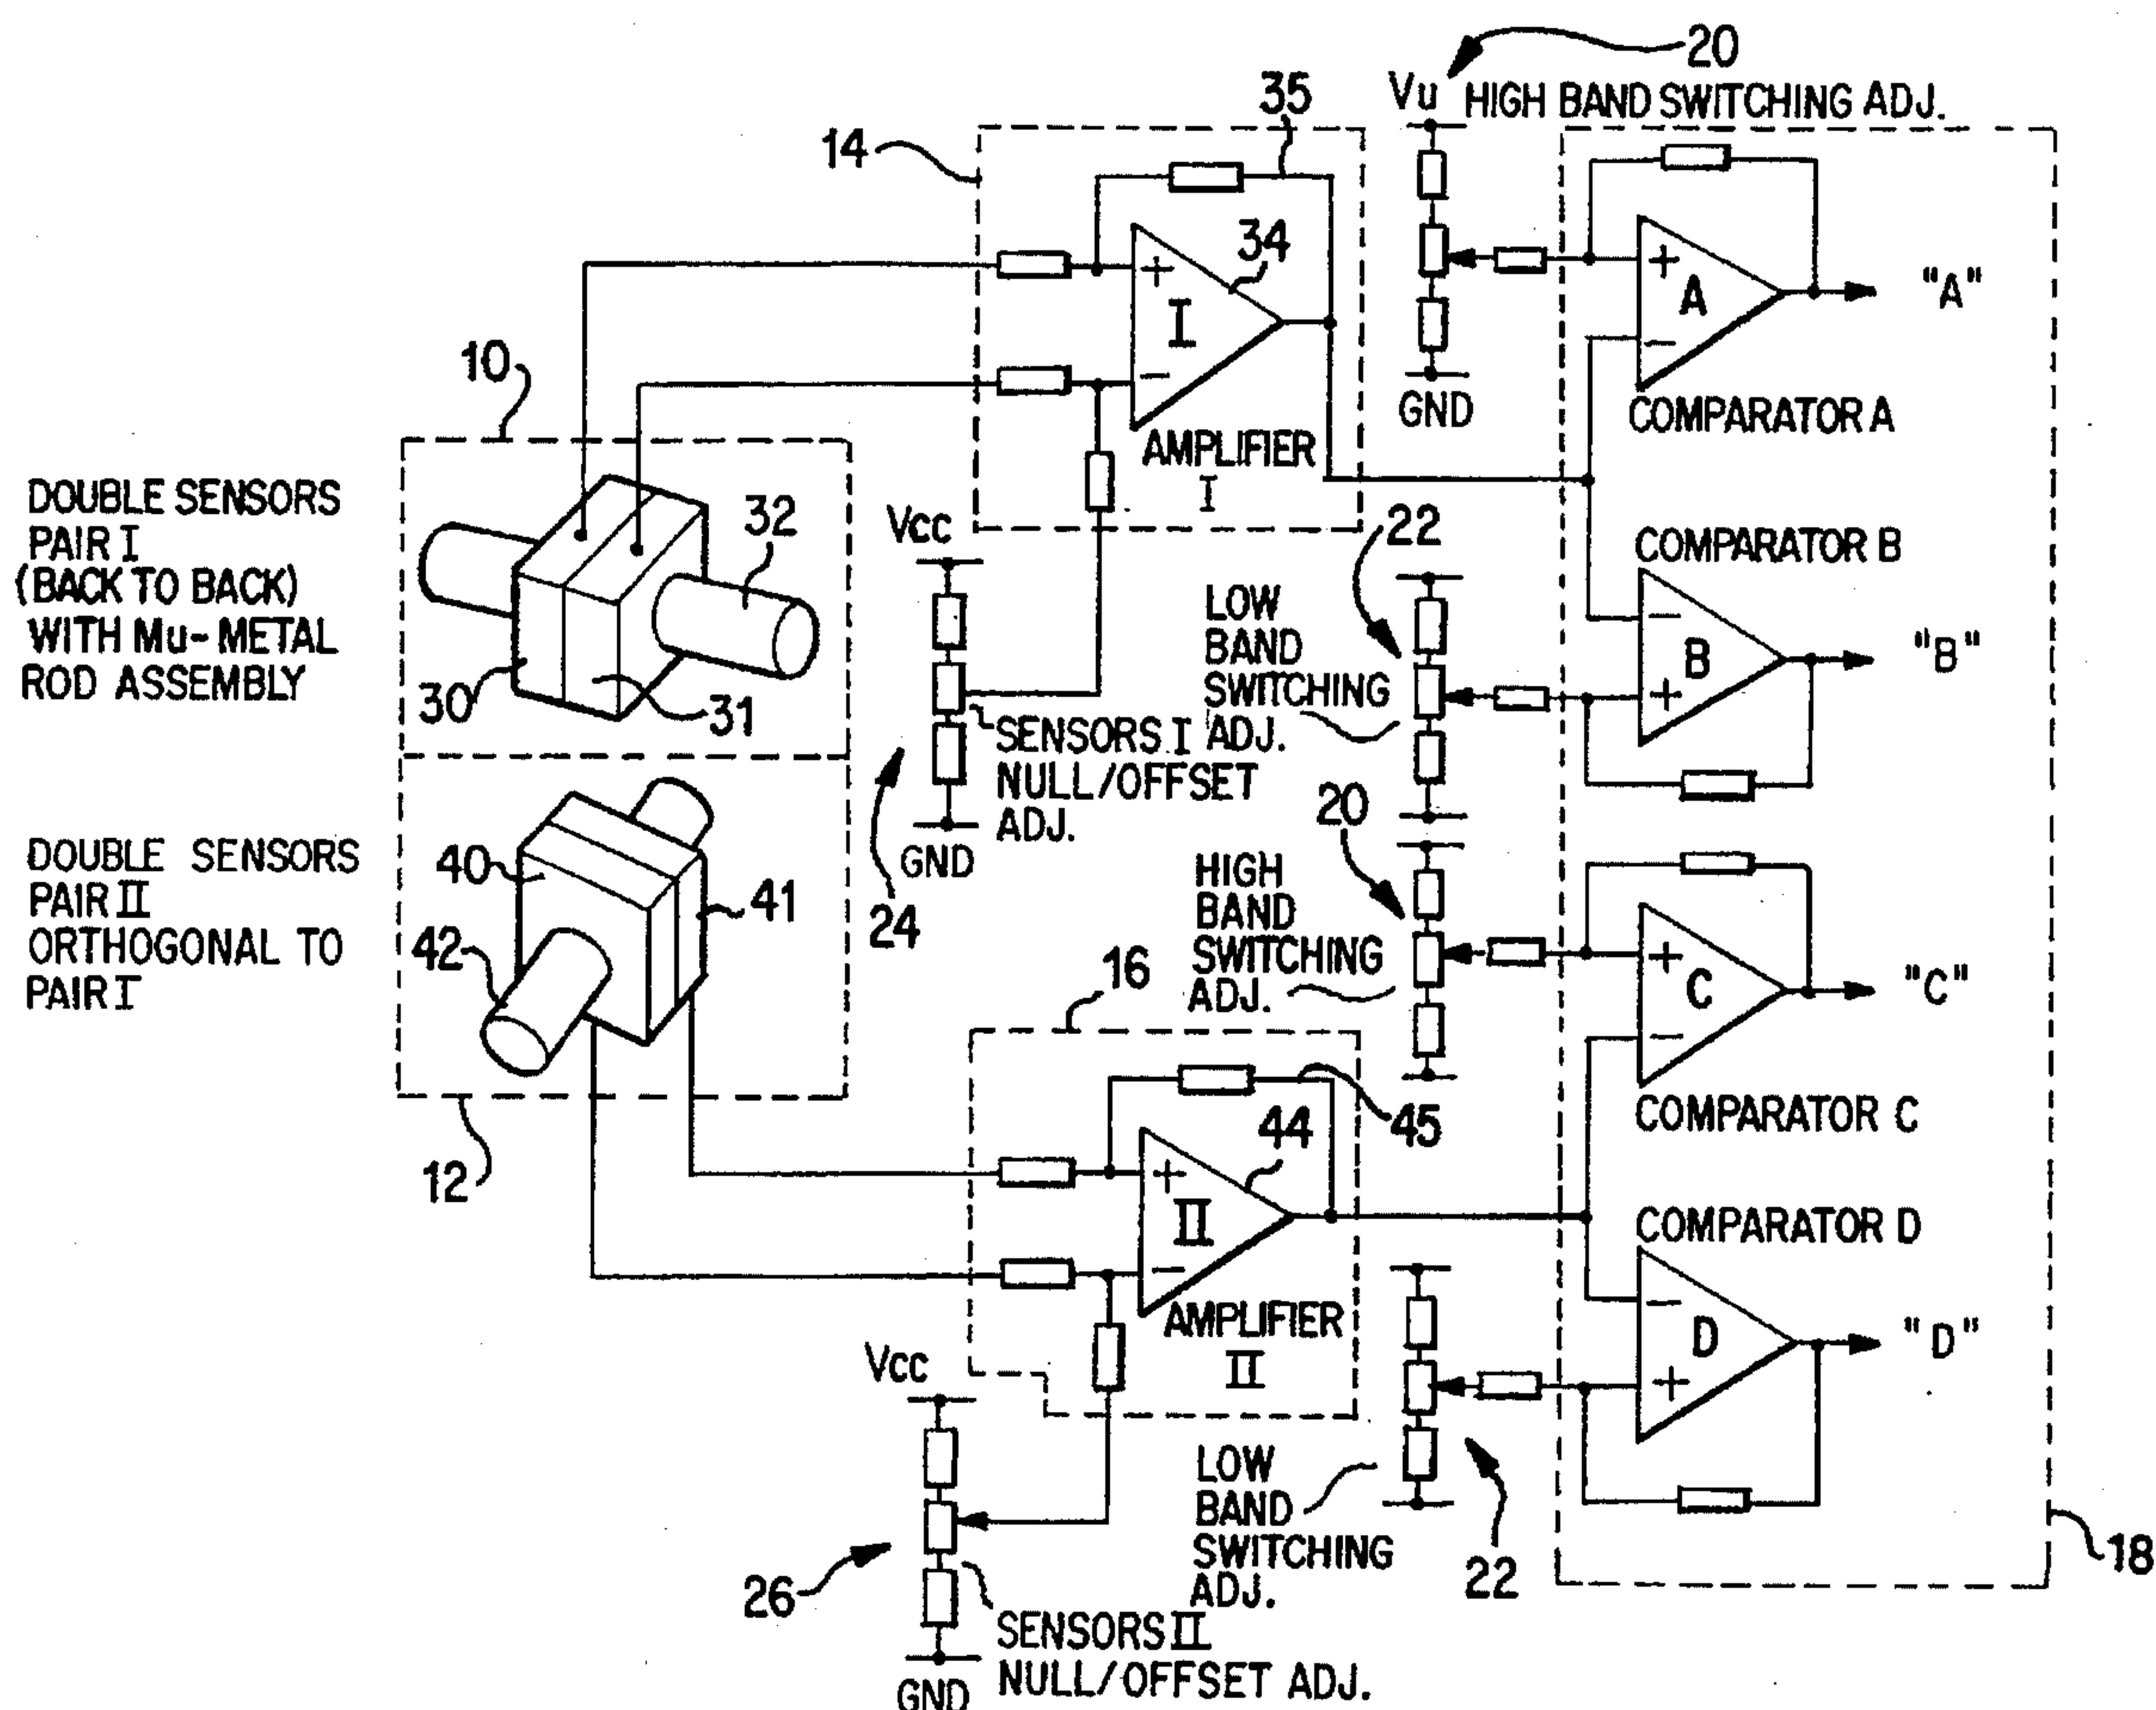 20
Vu HIGH BAND SWITCHING ADJ.
35
14
34
+
I
−
AMPLIFIER
I
+
A
−
"A"
COMPARATOR A
GND
10
DOUBLE SENSORS
PAIR I
(BACK TO BACK)
WITH Mu-METAL
ROD ASSEMBLY
32
30
31
Vcc
SENSORS I ADJ.
NULL/OFFSET
ADJ.
GND
24
22
LOW
BAND
SWITCHING
COMPARATOR B
−
B
+
"B"
DOUBLE SENSORS
PAIR II
ORTHOGONAL TO
PAIR I
40
41
42
12
20
HIGH
BAND
SWITCHING
ADJ.
+
C
−
"C"
COMPARATOR C
16
45
44
+
II
−
AMPLIFIER
II
COMPARATOR D
−
D
+
"D"
Vcc
26
SENSORS II
NULL/OFFSET ADJ.
GND
LOW
BAND
SWITCHING
ADJ.
22
18